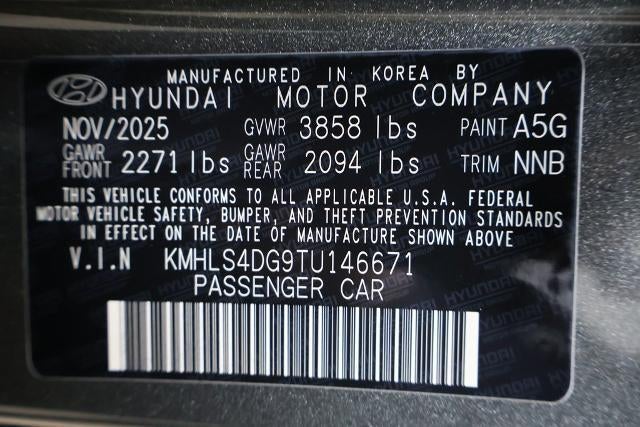 MANUFACTURED IN KOREA BY
HYUNDAI MOTOR COMPANY
NOV/2025 GVWR 3858 lbs PAINT A5G
GAWR FRONT 2271 lbs GAWR REAR 2094 lbs TRIM NNB
THIS VEHICLE CONFORMS TO ALL APPLICABLE U.S.A. FEDERAL
MOTOR VEHICLE SAFETY, BUMPER, AND THEFT PREVENTION STANDARDS
IN EFFECT ON THE DATE OF MANUFACTURE SHOWN ABOVE
V.I.N KMHLS4DG9TU146671
PASSENGER CAR